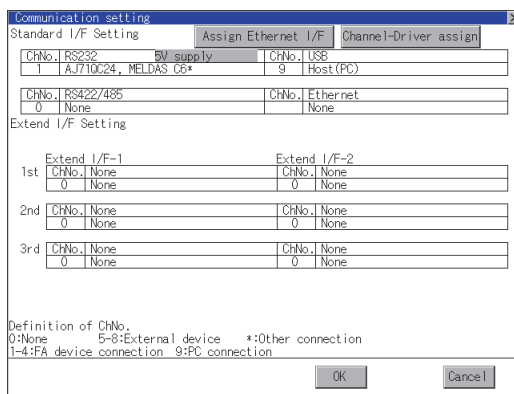 Communication setting
Standard I/F Setting Assign Ethernet I/F Channel-Driver assign
ChNo. RS232 5V supply ChNo. USB
1 AJ71QC24, MELDAS C6* 9 Host(PC)
ChNo. RS422/485 ChNo. Ethernet
0 None None
Extend I/F Setting
Extend I/F-1 Extend I/F-2
1st ChNo. None ChNo. None
0 None 0 None
2nd ChNo. None ChNo. None
0 None 0 None
3rd ChNo. None ChNo. None
0 None 0 None
Definition of ChNo.
0:None 5-8:External device *:Other connection
1-4:FA device connection 9:PC connection
OK Cancel